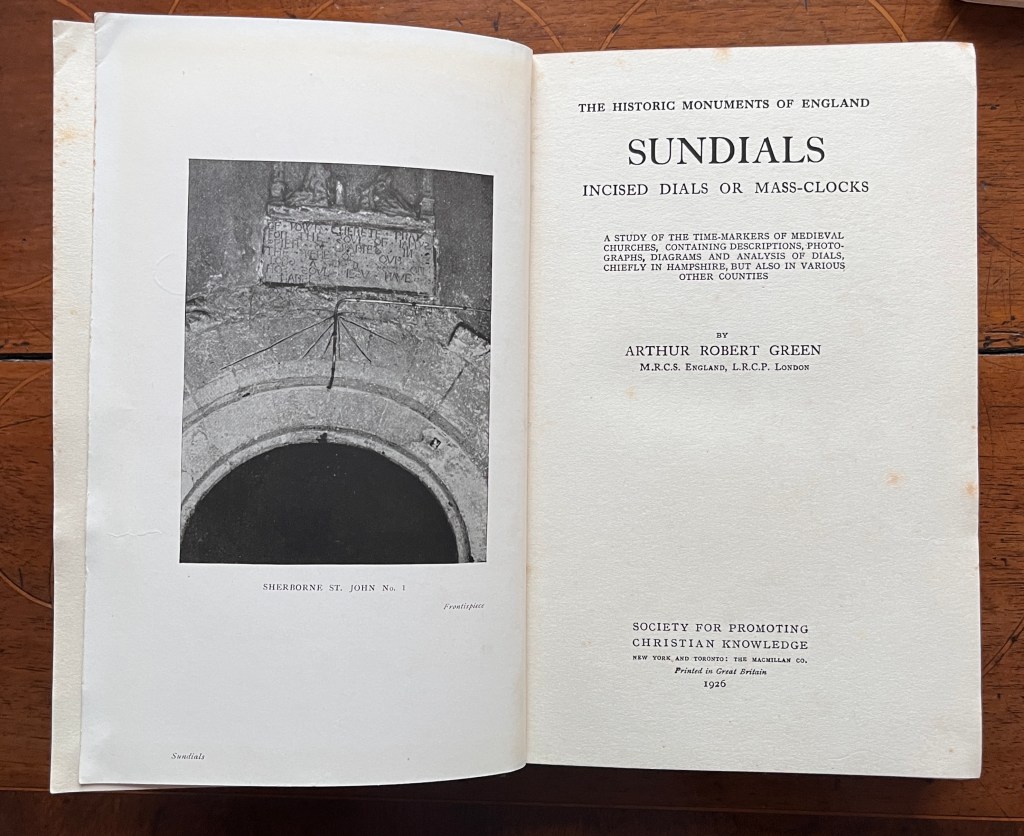 SHERBORNE ST. JOHN No. 1
Frontispiece
Sundials
THE HISTORIC MONUMENTS OF ENGLAND
SUNDIALS
INCISED DIALS OR MASS-CLOCKS
A STUDY OF THE TIME-MARKERS OF MEDIEVAL
CHURCHES, CONTAINING DESCRIPTIONS, PHOTO-
GRAPHS, DIAGRAMS AND ANALYSIS OF DIALS,
CHIEFLY IN HAMPSHIRE, BUT ALSO IN VARIOUS
OTHER COUNTIES
BY
ARTHUR ROBERT GREEN
M.R.C.S. ENGLAND, L.R.C.P. LONDON
SOCIETY FOR PROMOTING
CHRISTIAN KNOWLEDGE
NEW YORK AND TORONTO: THE MACMILLAN CO.
Printed in Great Britain
1926